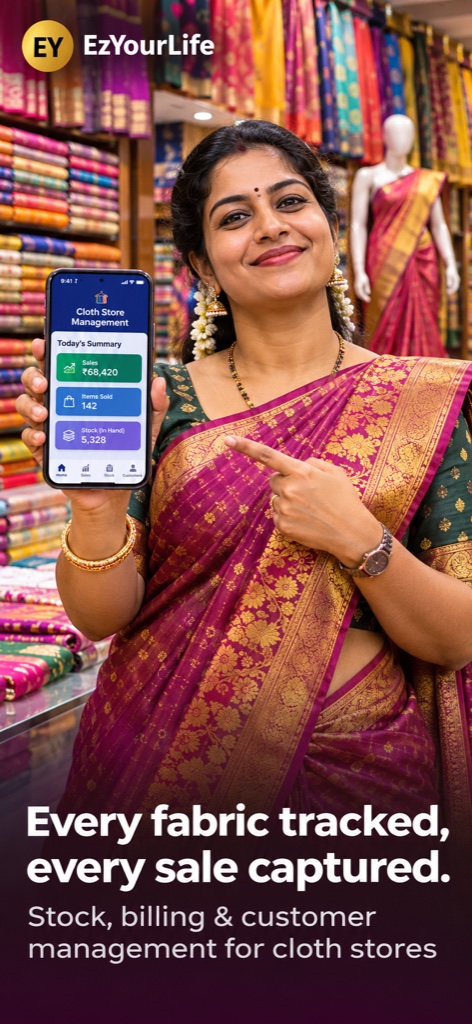 EY EzYourLife
9:41
Cloth Store
Management
Today's Summary
Sales
₹68,420
Items Sold
142
Stock (In Hand)
5,328
Home Sales Stock Customers
Every fabric tracked,
every sale captured.
Stock, billing & customer
management for cloth stores